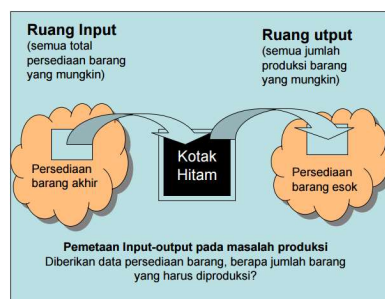 Ruang Input
(semua total
persediaan barang
yang mungkin)
Ruang utput
(semua jumlah
produksi barang
yang mungkin)
Persediaan
barang akhir
Kotak
Hitam
Persediaan
barang esok
Pemetaan Input-output pada masalah produksi
Diberikan data persediaan barang, berapa jumlah barang
yang harus diproduksi?